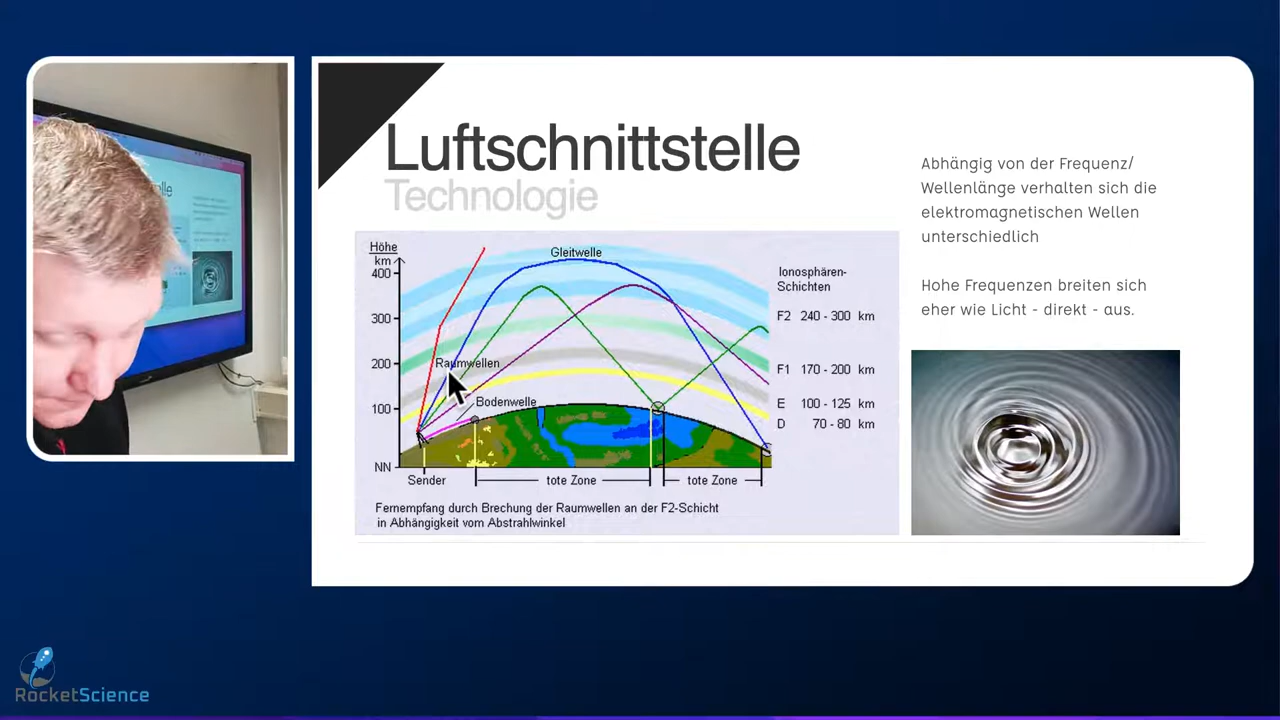 Luftschnittstelle
Technologie
Abhängig von der Frequenz/
Wellenlänge verhalten sich die
elektromagnetischen Wellen
unterschiedlich
Hohe Frequenzen breiten sich
eher wie Licht - direkt - aus.
Höhe
km
400
300
200
100
NN
Gleitwelle
Raumwellen
Bodenwelle
Ionosphären-
Schichten
F2 240 - 300 km
F1 170 - 200 km
E 100 - 125 km
D 70 - 80 km
Sender
tote Zone
tote Zone
Fernempfang durch Brechung der Raumwellen an der F2-Schicht
in Abhängigkeit vom Abstrahlwinkel
RocketScience